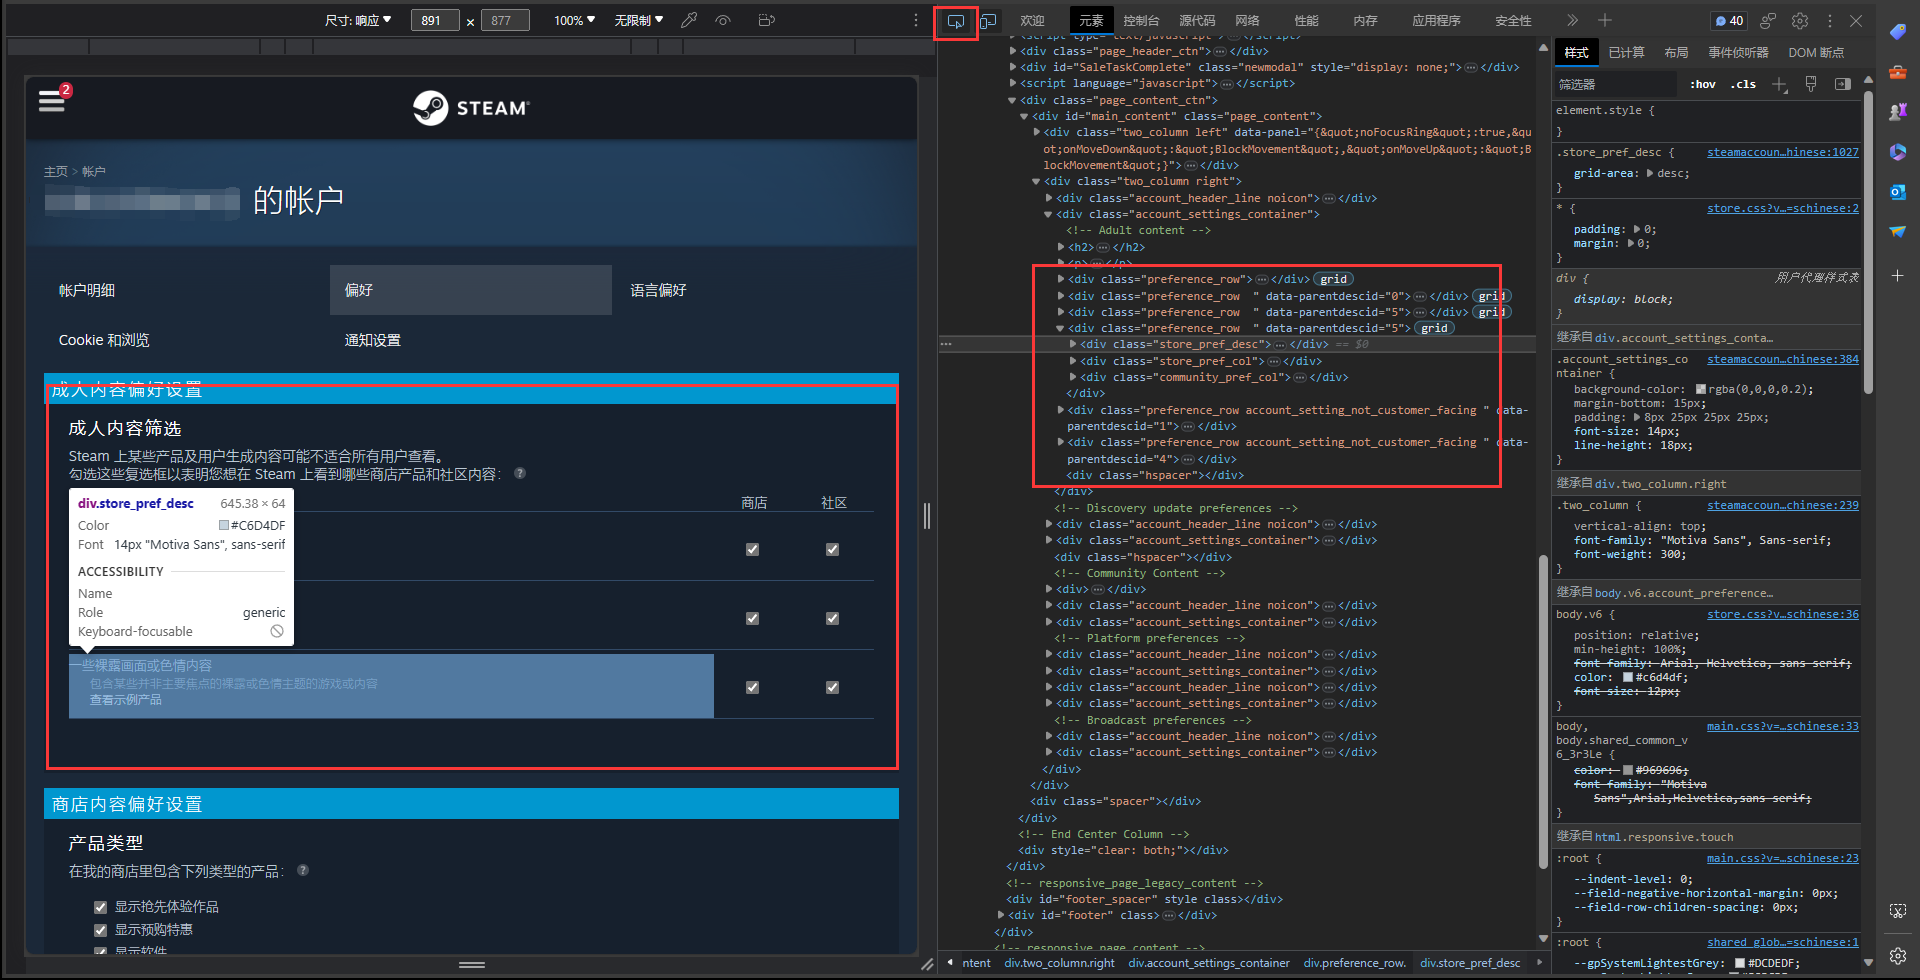 尺寸: 响应 ▼ 891 × 877 100% ▼ 无限制 ▼
2
STEAM
主页 > 帐户
的帐户
帐户明细
偏好
语言偏好
Cookie 和浏览
通知设置
成人内容偏好设置
成人内容筛选
Steam 上某些产品及用户生成内容可能不适合所有用户查看。
勾选这些复选框以表明您想在 Steam 上看到哪些商店产品和社区内容： ?
商店 社区
div.store_pref_desc 645.38 × 64
Color #C6D4DF
Font 14px "Motiva Sans", sans-serif
ACCESSIBILITY
Name
Role generic
Keyboard-focusable
一些裸露画面或色情内容
包含某些并非主要焦点的裸露或色情主题的游戏或内容
查看示例产品
商店内容偏好设置
产品类型
在我的商店里包含下列类型的产品： ?
显示抢先体验作品
显示预购特惠
显示软件
欢迎 元素 控制台 源代码 网络 性能 内存 应用程序 安全性 40
<script type="text/javascript">…</script>
<div class="page_header_ctn">…</div>
<div id="SaleTaskComplete" class="newmodal" style="display: none;">…</div>
<script language="javascript">…</script>
<div class="page_content_ctn">
<div id="main_content" class="page_content">
<div class="two_column left" data-panel="{&quot;noFocusRing&quot;:true,&qu
ot;onMoveDown&quot;:&quot;BlockMovement&quot;,&quot;onMoveUp&quot;:&quot;B
lockMovement&quot;}">…</div>
<div class="two_column right">
<div class="account_header_line noicon">…</div>
<div class="account_settings_container">
<!-- Adult content -->
<h2>…</h2>
<p>…</p>
<div class="preference_row">…</div> grid
<div class="preference_row  " data-parentdescid="0">…</div> grid
<div class="preference_row  " data-parentdescid="5">…</div> grid
<div class="preference_row  " data-parentdescid="5"> grid
<div class="store_pref_desc">…</div> == $0
<div class="store_pref_col">…</div>
<div class="community_pref_col">…</div>
</div>
<div class="preference_row account_setting_not_customer_facing " data-
parentdescid="1">…</div>
<div class="preference_row account_setting_not_customer_facing " data-
parentdescid="4">…</div>
<div class="hspacer"></div>
</div>
<!-- Discovery update preferences -->
<div class="account_header_line noicon">…</div>
<div class="account_settings_container">…</div>
<div class="hspacer"></div>
<!-- Community Content -->
<div>…</div>
<div class="account_header_line noicon">…</div>
<div class="account_settings_container">…</div>
<!-- Platform preferences -->
<div class="account_header_line noicon">…</div>
<div class="account_settings_container">…</div>
<div class="account_header_line noicon">…</div>
<div class="account_settings_container">…</div>
<!-- Broadcast preferences -->
<div class="account_header_line noicon">…</div>
<div class="account_settings_container">…</div>
</div>
</div>
<div class="spacer"></div>
</div>
<!-- End Center Column -->
<div style="clear: both;"></div>
</div>
<!-- responsive_page_legacy_content -->
<div id="footer_spacer" style class></div>
<div id="footer" class>…</div>
</div>
<!-- responsive_page_content -->
ntent div.two_column.right div.account_settings_container div.preference_row. div.store_pref_desc
样式 已计算 布局 事件侦听器 DOM 断点
筛选器 :hov .cls
element.style {
}
.store_pref_desc { steamaccoun…hinese:1027
grid-area: desc;
}
* { store.css?v…=schinese:2
padding: 0;
margin: 0;
}
div { 用户代理样式表
display: block;
}
继承自 div.account_settings_conta…
.account_settings_co steamaccoun…chinese:384
ntainer {
background-color: rgba(0,0,0,0.2);
margin-bottom: 15px;
padding: 8px 25px 25px 25px;
font-size: 14px;
line-height: 18px;
}
继承自 div.two_column.right
.two_column { steamaccoun…chinese:239
vertical-align: top;
font-family: "Motiva Sans", Sans-serif;
font-weight: 300;
}
继承自 body.v6.account_preference…
body.v6 { store.css?v…schinese:36
position: relative;
min-height: 100%;
font-family: Arial, Helvetica, sans-serif;
color: #c6d4df;
font-size: 12px;
}
body, main.css?v=…schinese:33
body.shared_common_v
6_3r3Le {
color: #969696;
font-family: "Motiva
Sans",Arial,Helvetica,sans-serif;
}
继承自 html.responsive.touch
:root { main.css?v=…schinese:23
--indent-level: 0;
--field-negative-horizontal-margin: 0px;
--field-row-children-spacing: 0px;
}
:root { shared_glob…=schinese:1
--gpSystemLightestGrey: #DCDEDF;